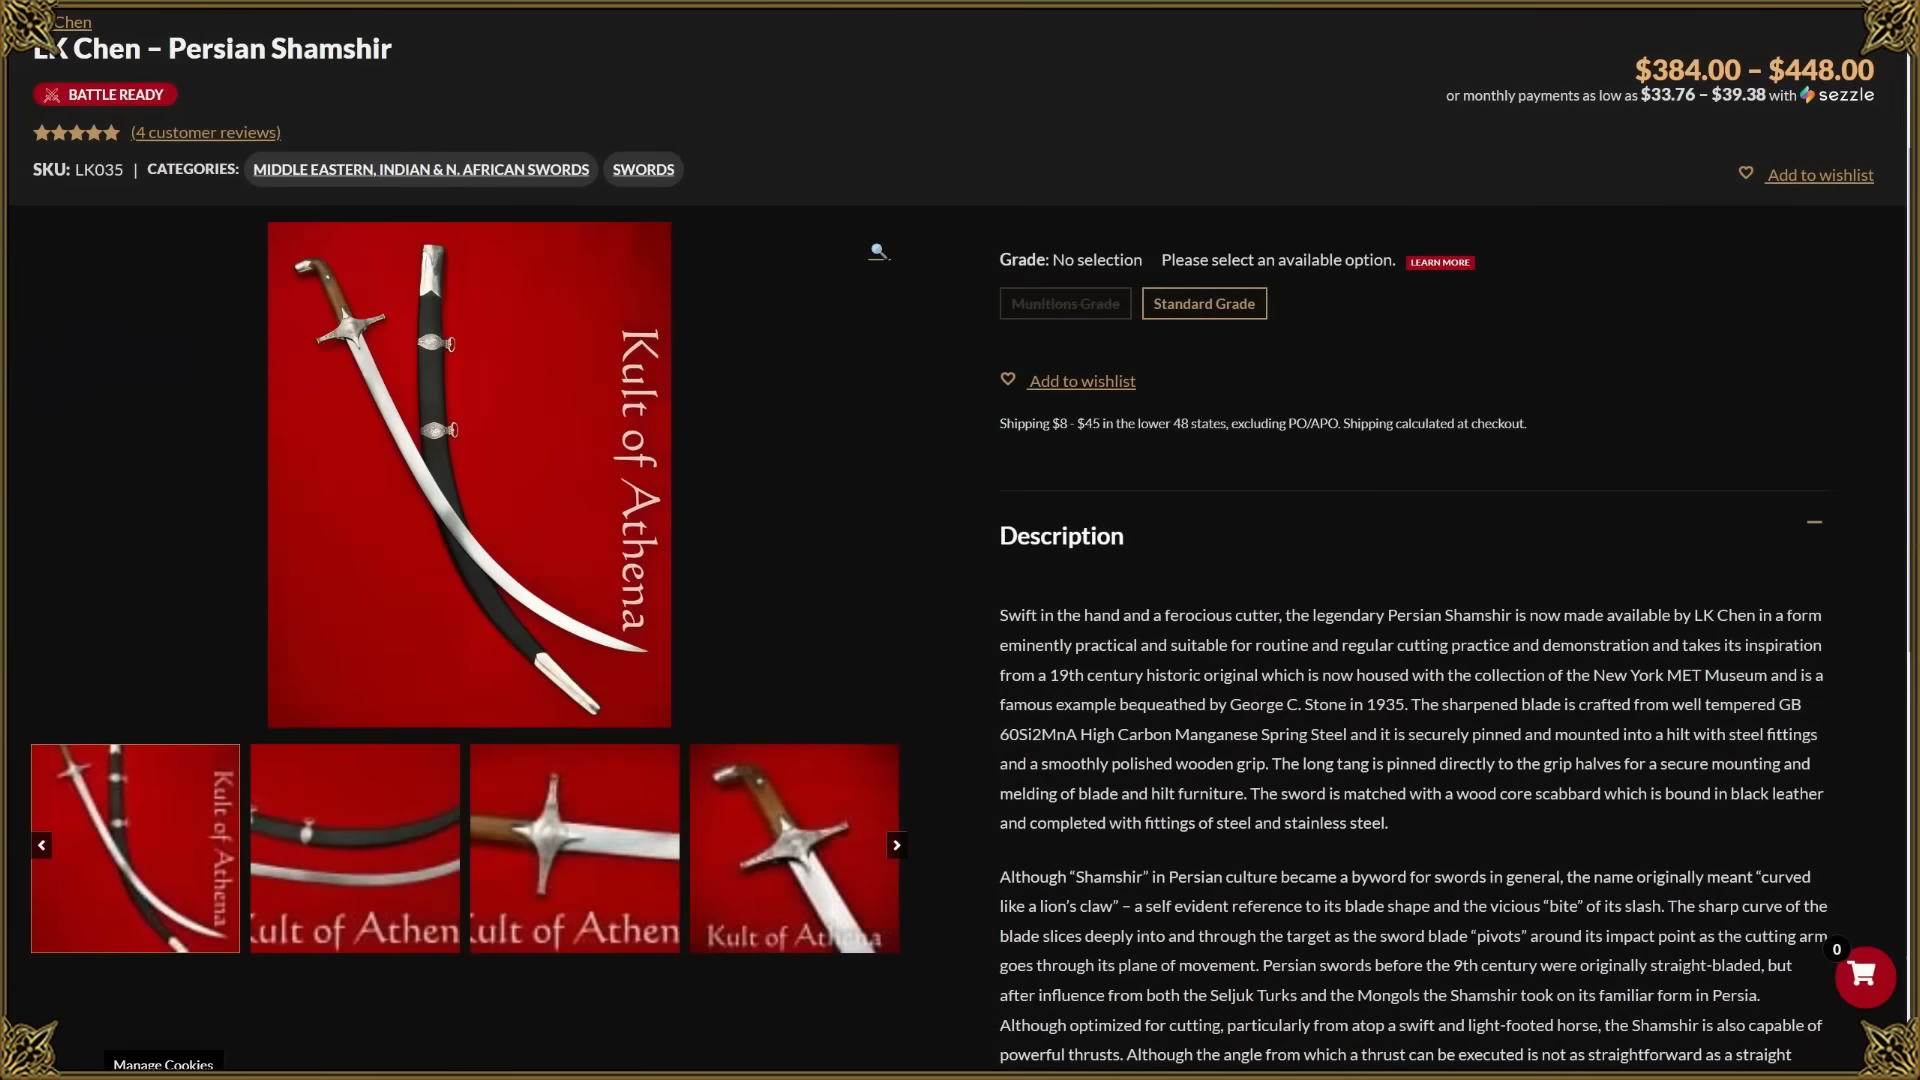 Chen
LK Chen – Persian Shamshir
BATTLE READY
(4 customer reviews)
SKU: LK035 | CATEGORIES: MIDDLE EASTERN, INDIAN & N. AFRICAN SWORDS SWORDS
$384.00 – $448.00
or monthly payments as low as $33.76 – $39.38 with sezzle
Add to wishlist
Kult of Athena
Grade: No selection Please select an available option. LEARN MORE
Munitions Grade Standard Grade
Add to wishlist
Shipping $8 - $45 in the lower 48 states, excluding PO/APO. Shipping calculated at checkout.
Description
Swift in the hand and a ferocious cutter, the legendary Persian Shamshir is now made available by LK Chen in a form
eminently practical and suitable for routine and regular cutting practice and demonstration and takes its inspiration
from a 19th century historic original which is now housed with the collection of the New York MET Museum and is a
famous example bequeathed by George C. Stone in 1935. The sharpened blade is crafted from well tempered GB
60Si2MnA High Carbon Manganese Spring Steel and it is securely pinned and mounted into a hilt with steel fittings
and a smoothly polished wooden grip. The long tang is pinned directly to the grip halves for a secure mounting and
melding of blade and hilt furniture. The sword is matched with a wood core scabbard which is bound in black leather
and completed with fittings of steel and stainless steel.
Although “Shamshir” in Persian culture became a byword for swords in general, the name originally meant “curved
like a lion’s claw” – a self evident reference to its blade shape and the vicious “bite” of its slash. The sharp curve of the
blade slices deeply into and through the target as the sword blade “pivots” around its impact point as the cutting arm
goes through its plane of movement. Persian swords before the 9th century were originally straight-bladed, but
after influence from both the Seljuk Turks and the Mongols the Shamshir took on its familiar form in Persia.
Although optimized for cutting, particularly from atop a swift and light-footed horse, the Shamshir is also capable of
powerful thrusts. Although the angle from which a thrust can be executed is not as straightforward as a straight
Kult of Athena
Kult of Athen
Kult of Athen
Kult of Athena
0
Manage Cookies